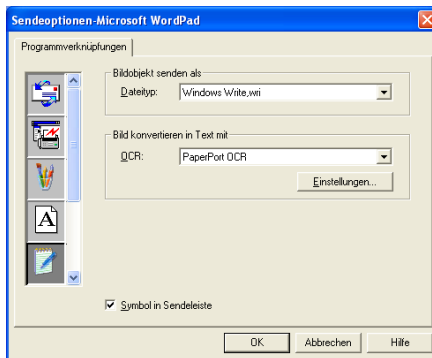 Sendeoptionen-Microsoft WordPad
Programmverknüpfungen
Bildobjekt senden als
Dateityp: Windows Write,wri
Bild konvertieren in Text mit
OCR: PaperPort OCR
Einstellungen...
A
Symbol in Sendeleiste
OK Abbrechen Hilfe